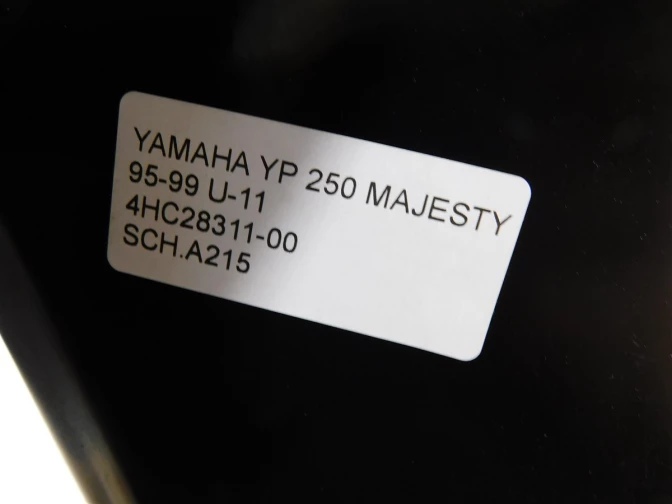 YAMAHA YP 250 MAJESTY
95-99 U-11
4HC28311-00
SCH.A215